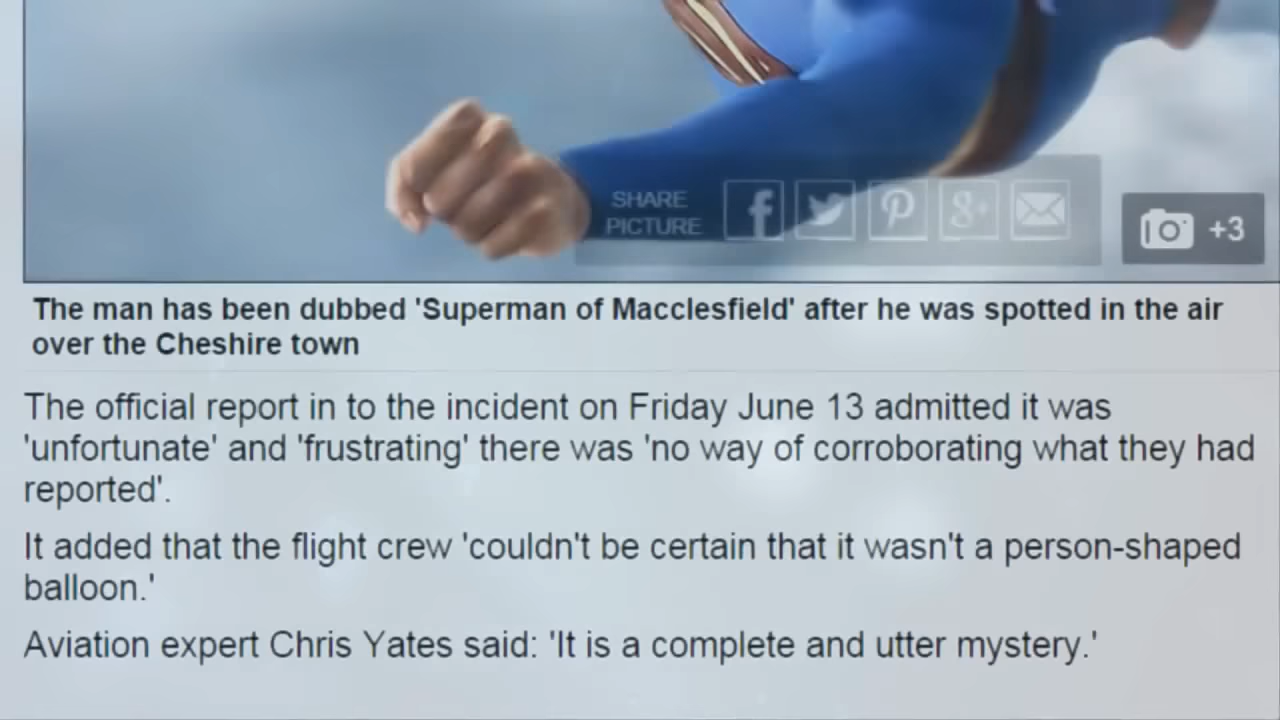 SHARE
PICTURE
+3
The man has been dubbed 'Superman of Macclesfield' after he was spotted in the air
over the Cheshire town
The official report in to the incident on Friday June 13 admitted it was
'unfortunate' and 'frustrating' there was 'no way of corroborating what they had
reported'.
It added that the flight crew 'couldn't be certain that it wasn't a person-shaped
balloon.'
Aviation expert Chris Yates said: 'It is a complete and utter mystery.'